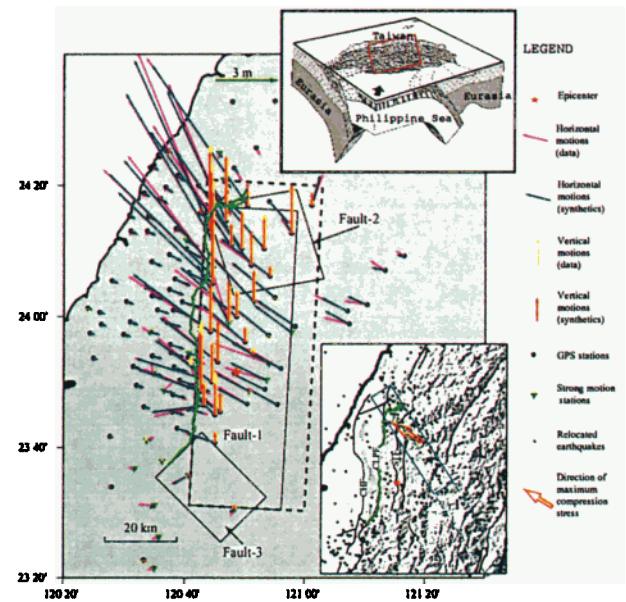 Taiwan
Eurasia
Eurasia
Philippine Sea
3 m
24 20
24 00
23 40
23 20
120 20
120 40
121 00
121 20
Fault-2
Fault-1
Fault-3
20 km
LEGEND
Epicenter
Horizontal
motions
(data)
Horizontal
motions
(synthetics)
Vertical
motions
(data)
Vertical
motions
(synthetics)
GPS stations
Strong motion
stations
Relocated
earthquakes
Direction of
maximum
compression
stress